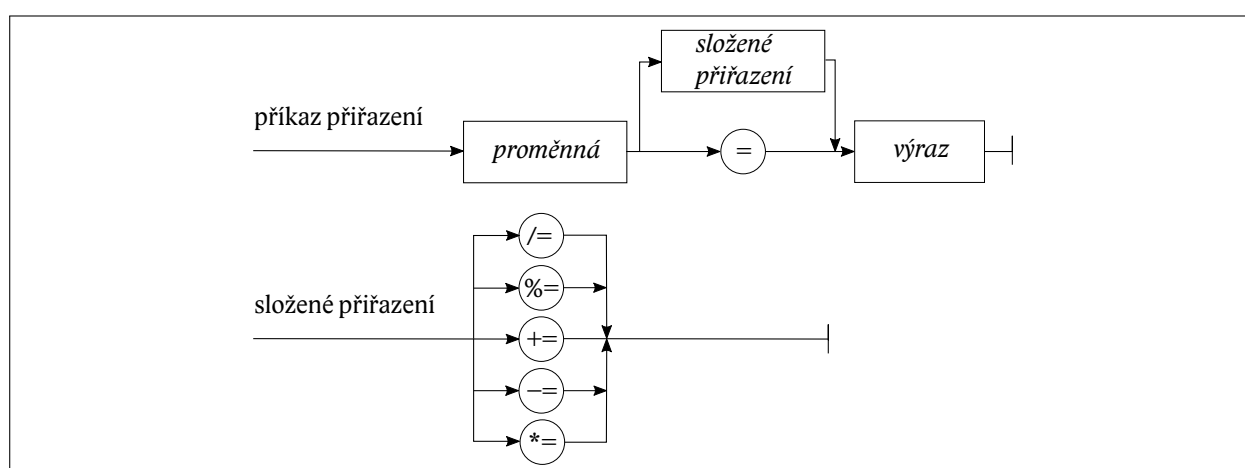 složené
přiřazení
příkaz přiřazení
proměnná
=
výraz
/=
%=
složené přiřazení
+=
−=
*=